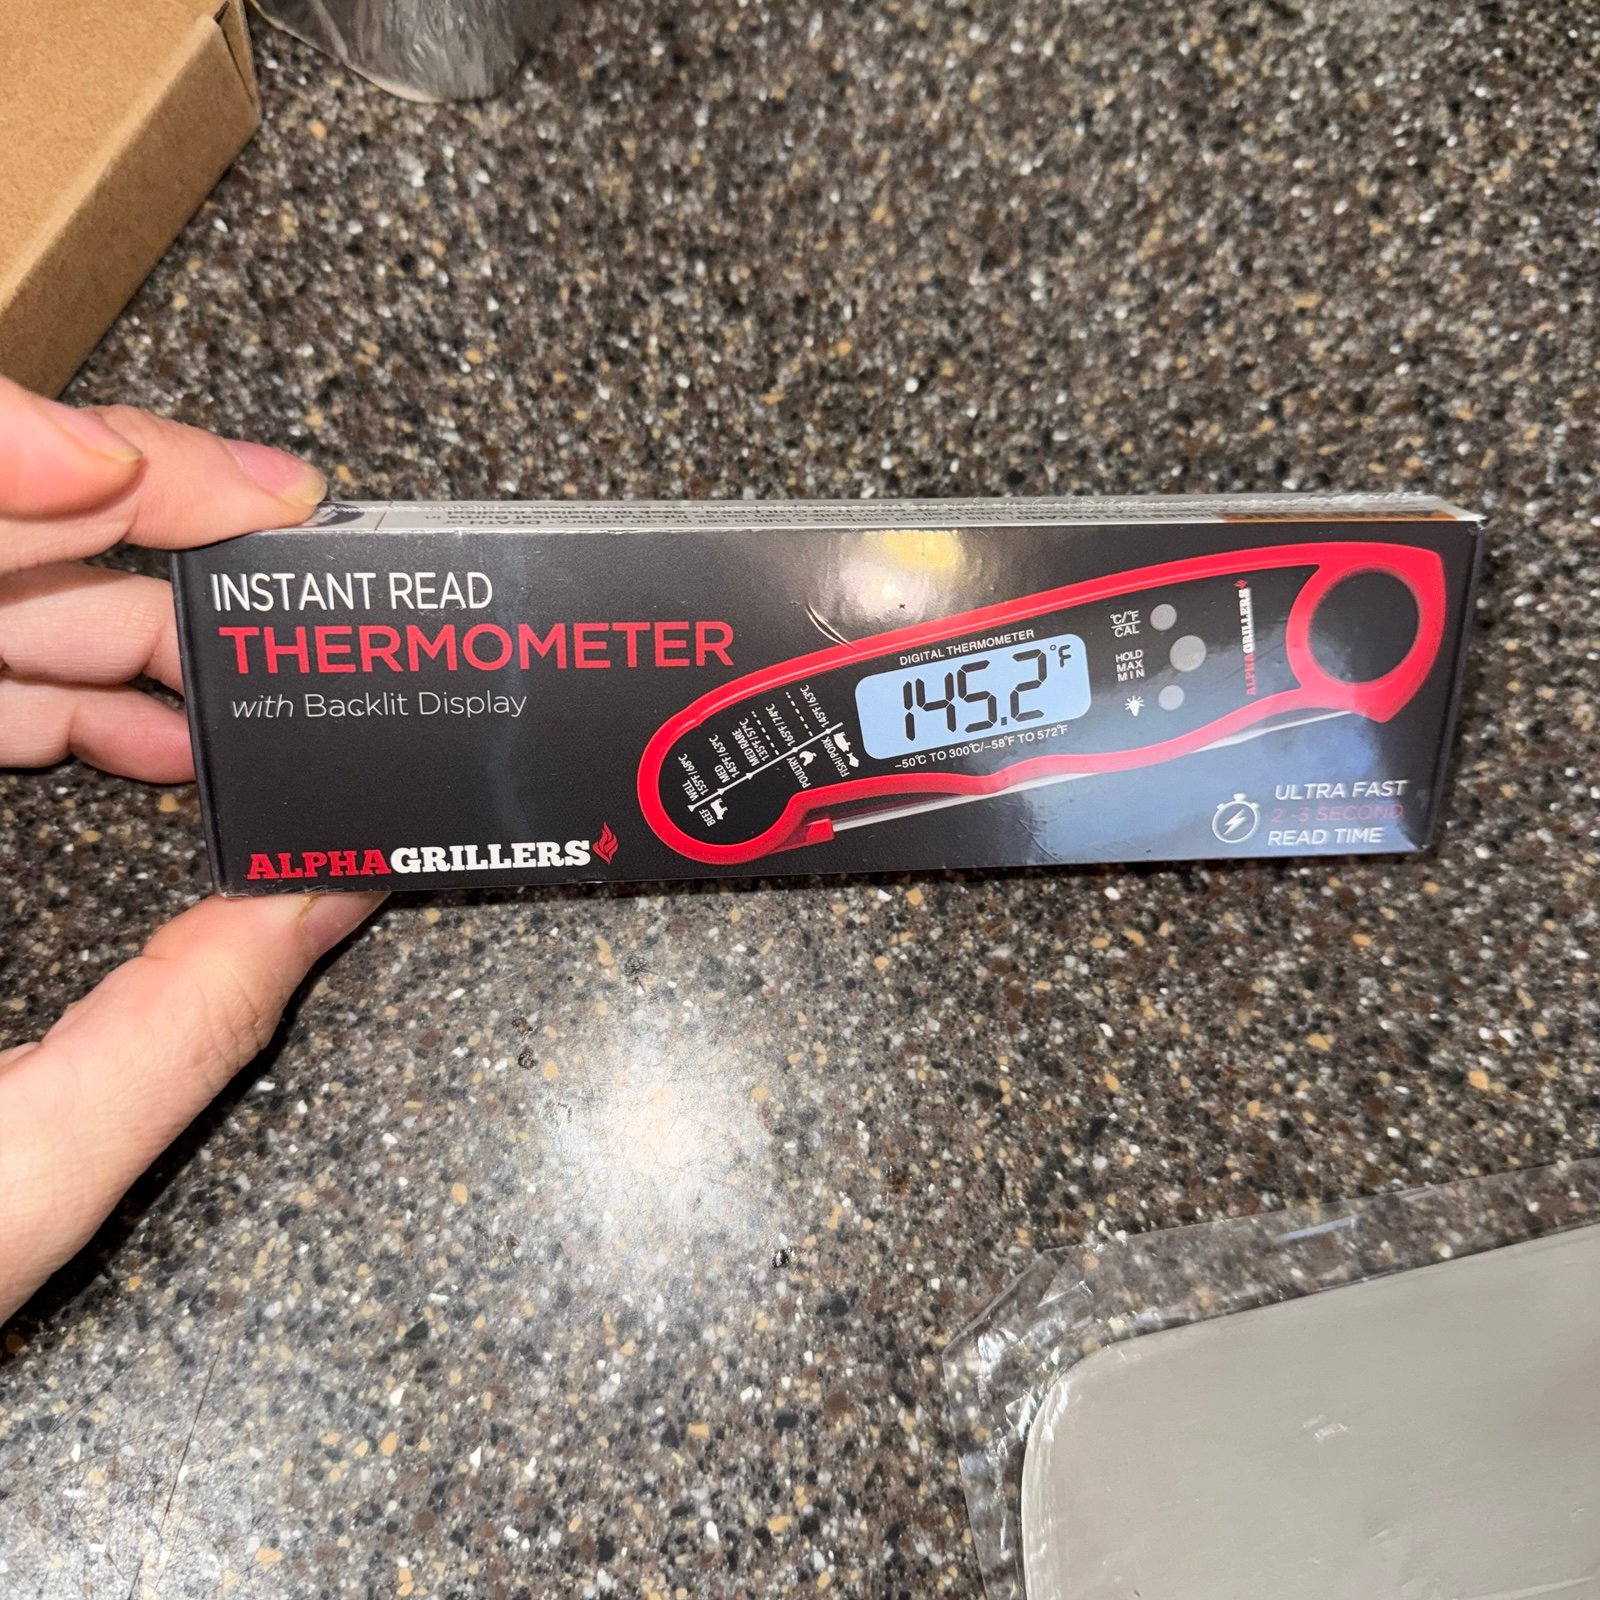 INSTANT READ
THERMOMETER
with Backlit Display
ALPHAGRILLERS
DIGITAL THERMOMETER
145.2°F
-50°C TO 300°C/-58°F TO 572°F
°C/°F
CAL
HOLD
MAX
MIN
ALPHAGRILLERS
BEEF
WELL 155°F/68°C
MED 145°F/63°C
MED RARE 135°F/57°C
POULTRY 165°F/74°C
FISH/PORK 145°F/63°C
ULTRA FAST
2-3 SECOND
READ TIME
DEATH